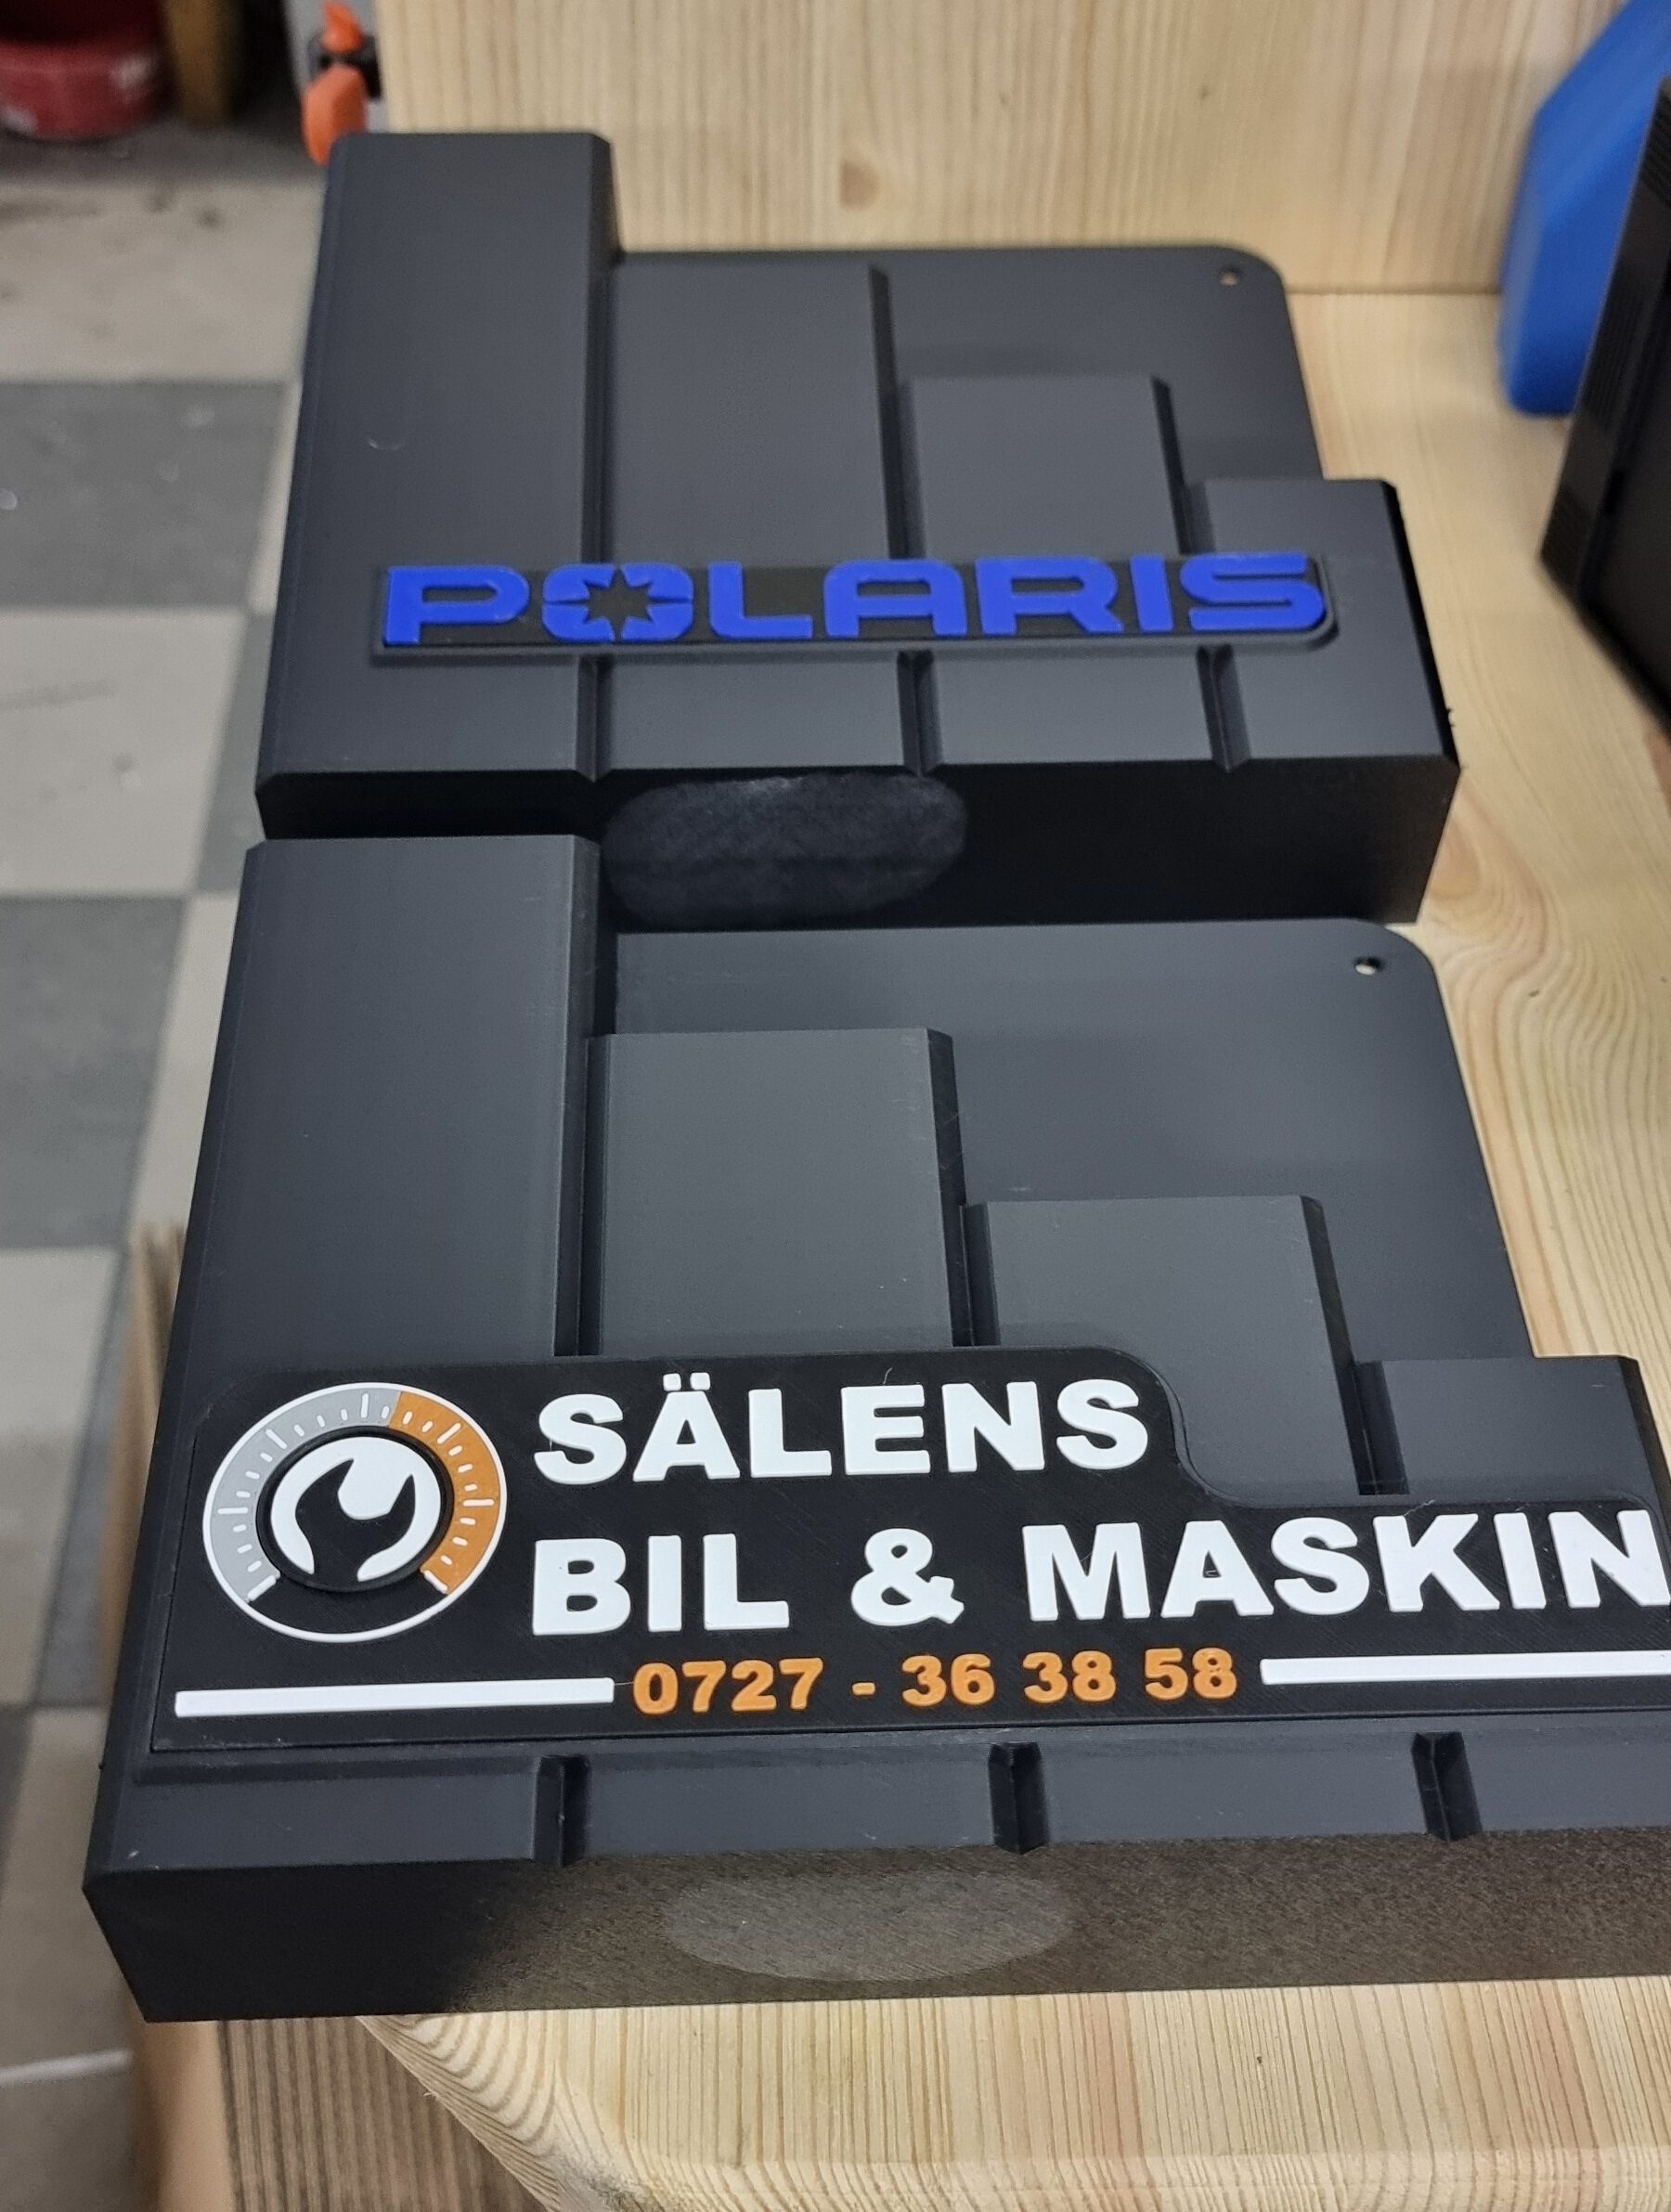 POLARIS
SÄLENS
BIL & MASKIN
0727 - 36 38 58